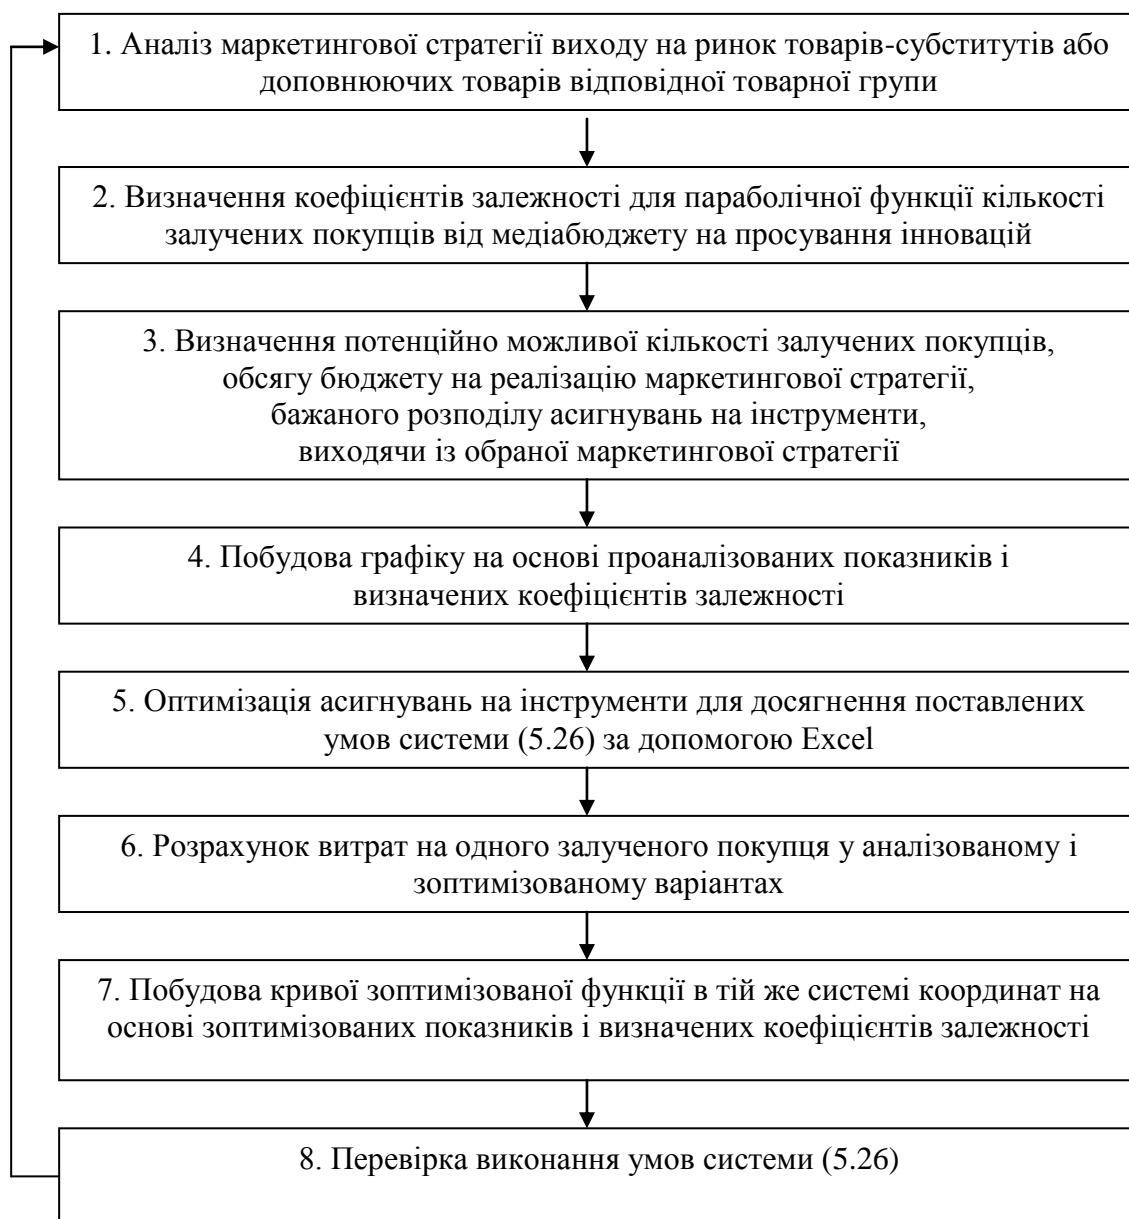 1. Аналіз маркетингової стратегії виходу на ринок товарів-субститутів або
доповнюючих товарів відповідної товарної групи
2. Визначення коефіцієнтів залежності для параболічної функції кількості
залучених покупців від медіабюджету на просування інновацій
3. Визначення потенційно можливої кількості залучених покупців,
обсягу бюджету на реалізацію маркетингової стратегії,
бажаного розподілу асигнувань на інструменти,
виходячи із обраної маркетингової стратегії
4. Побудова графіку на основі проаналізованих показників і
визначених коефіцієнтів залежності
5. Оптимізація асигнувань на інструменти для досягнення поставлених
умов системи (5.26) за допомогою Excel
6. Розрахунок витрат на одного залученого покупця у аналізованому і
зоптимізованому варіантах
7. Побудова кривої зоптимізованої функції в тій же системі координат на
основі зоптимізованих показників і визначених коефіцієнтів залежності
8. Перевірка виконання умов системи (5.26)